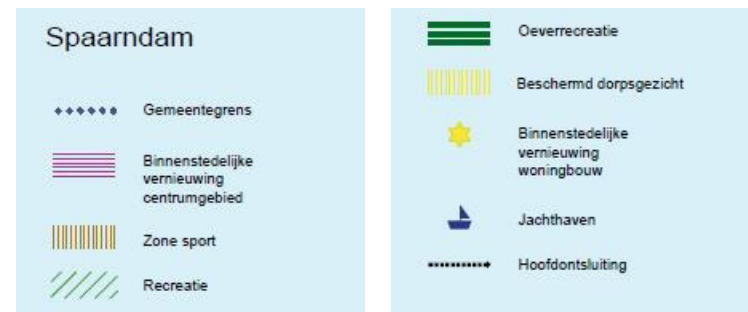 Spaarndam
Gemeentegrens
Binnenstedelijke
vernieuwing
centrumgebied
Zone sport
Recreatie
Oeverrecreatie
Beschermd dorpsgezicht
Binnenstedelijke
vernieuwing
woningbouw
Jachthaven
Hoofdontsluiting